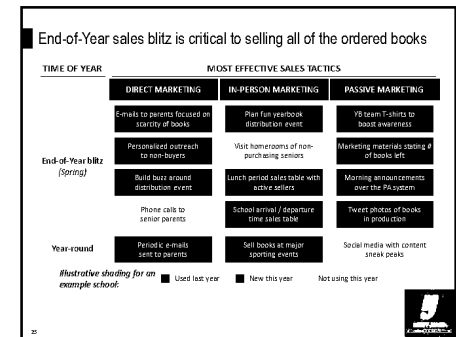 End-of-Year sales blitz is critical to selling all of the ordered books
TIME OF YEAR
MOST EFFECTIVE SALES TACTICS
DIRECT MARKETING
IN-PERSON MARKETING
PASSIVE MARKETING
End-of-Year blitz
(Spring)
E-mails to parents focused on
scarcity of books
Plan fun yearbook
distribution event
YB team T-shirts to
boost awareness
Personalized outreach
to non-buyers
Visit homerooms of non-
purchasing seniors
Marketing materials stating #
of books left
Build buzz around
distribution event
Lunch period sales table with
active sellers
Morning announcements
over the PA system
Phone calls to
senior parents
School arrival / departure
time sales table
Tweet photos of books
in production
Year-round
Periodic e-mails
sent to parents
Sell books at major
sporting events
Social media with content
sneak peaks
Illustrative shading for an
example school:
Used last year
New this year
Not using this year